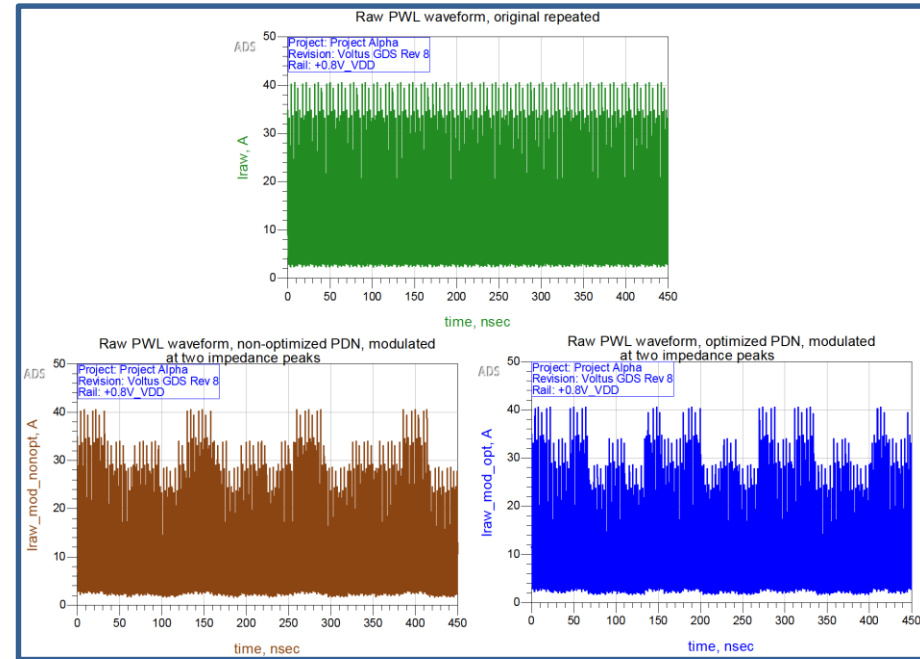 Raw PWL waveform, original repeated
ADS
Project: Project Alpha
Revision: Voltus GDS Rev 8
Rail: +0.8V_VDD
Iraw, A
50
40
30
20
10
0
0 50 100 150 200 250 300 350 400 450
time, nsec
Raw PWL waveform, non-optimized PDN, modulated
at two impedance peaks
ADS
Project: Project Alpha
Revision: Voltus GDS Rev 8
Rail: +0.8V_VDD
Iraw_mod_nonopt, A
50
40
30
20
10
0
0 50 100 150 200 250 300 350 400 450
time, nsec
Raw PWL waveform, optimized PDN, modulated
at two impedance peaks
ADS
Project: Project Alpha
Revision: Voltus GDS Rev 8
Rail: +0.8V_VDD
Iraw_mod_opt, A
50
40
30
20
10
0
0 50 100 150 200 250 300 350 400 450
time, nsec